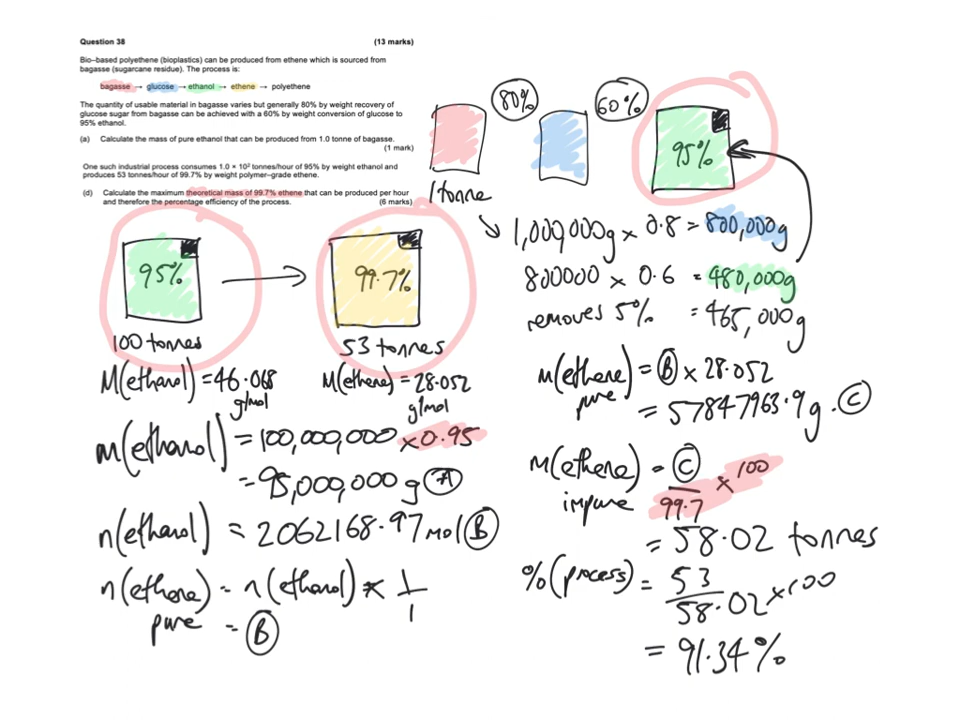 Question 38 (13 marks)
Bio–based polyethene (bioplastics) can be produced from ethene which is sourced from
bagasse (sugarcane residue). The process is:
bagasse → glucose → ethanol → ethene → polyethene
The quantity of usable material in bagasse varies but generally 80% by weight recovery of
glucose sugar from bagasse can be achieved with a 60% by weight conversion of glucose to
95% ethanol.
(a) Calculate the mass of pure ethanol that can be produced from 1.0 tonne of bagasse.
(1 mark)
One such industrial process consumes 1.0 × 10² tonnes/hour of 95% by weight ethanol and
produces 53 tonnes/hour of 99.7% by weight polymer–grade ethene.
(d) Calculate the maximum theoretical mass of 99.7% ethene that can be produced per hour
and therefore the percentage efficiency of the process. (6 marks)
95%
99.7%
100 tonnes
53 tonnes
M(ethanol) = 46.068
g/mol
M(ethene) = 28.052
g/mol
m(ethanol) = 100,000,000 × 0.95
= 95,000,000 g (A)
n(ethanol) = 2062168.97 mol (B)
n(ethene) = n(ethanol) × 1/1
pure = (B)
80%
60%
95%
1 tonne
1,000,000g × 0.8 = 800,000g
800000 × 0.6 = 480,000g
removes 5% = 465,000g
m(ethene) = (B) × 28.052
pure
= 57847963.9 g. (C)
M(ethene) = (C)/99.7 × 100
impure
= 58.02 tonnes
%(process) = 53/58.02 × 100
= 91.34%